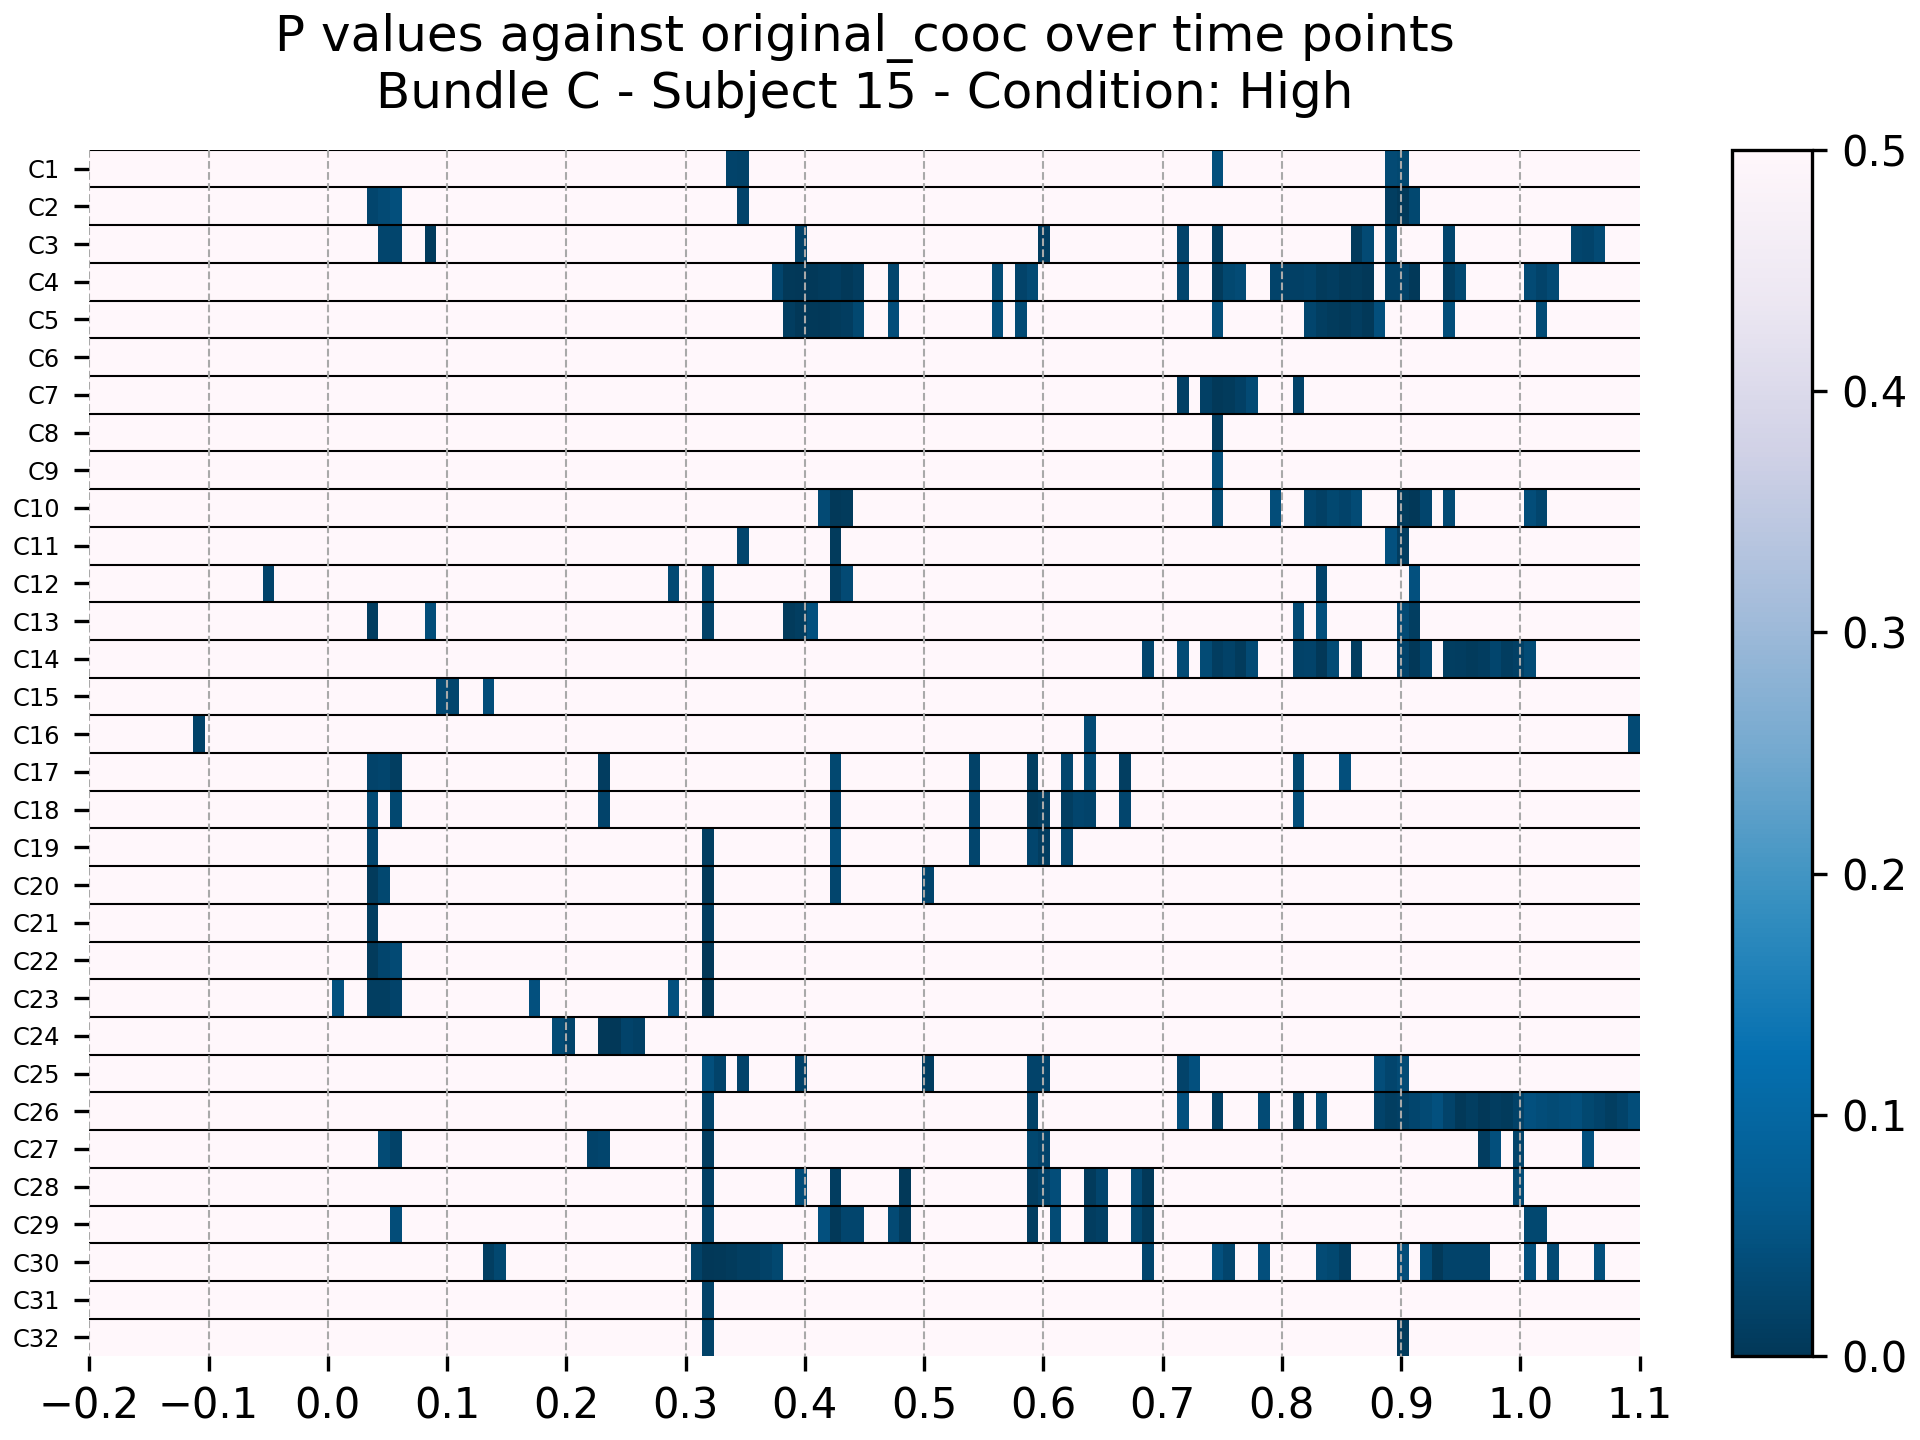 P values against original_cooc over time points
Bundle C - Subject 15 - Condition: High
C1
C2
C3
C4
C5
C6
C7
C8
C9
C10
C11
C12
C13
C14
C15
C16
C17
C18
C19
C20
C21
C22
C23
C24
C25
C26
C27
C28
C29
C30
C31
C32
−0.2 −0.1 0.0 0.1 0.2 0.3 0.4 0.5 0.6 0.7 0.8 0.9 1.0 1.1
0.5
0.4
0.3
0.2
0.1
0.0